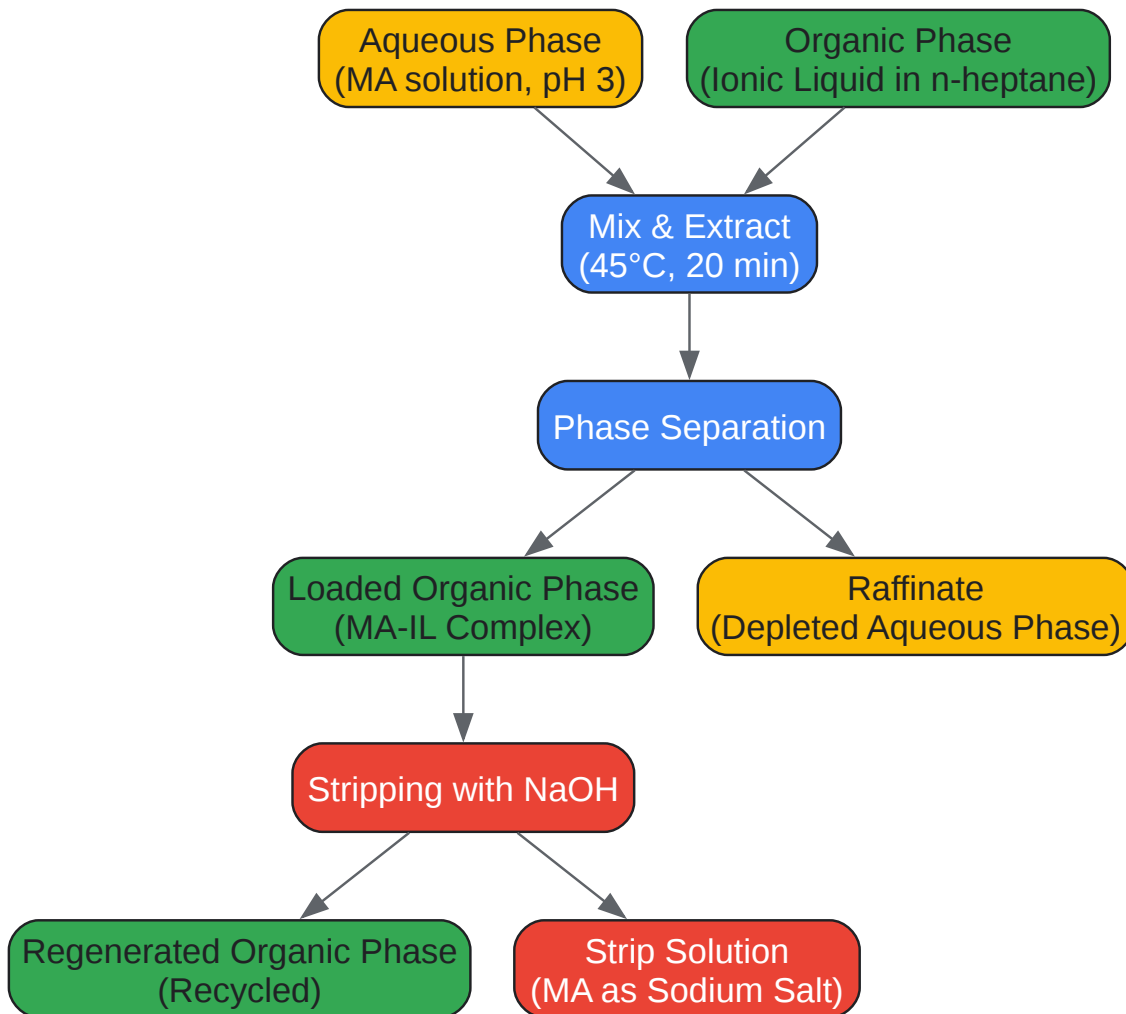 Aqueous Phase
(MA solution, pH 3)
Organic Phase
(Ionic Liquid in n-heptane)
Mix & Extract
(45°C, 20 min)
Phase Separation
Loaded Organic Phase
(MA-IL Complex)
Raffinate
(Depleted Aqueous Phase)
Stripping with NaOH
Regenerated Organic Phase
(Recycled)
Strip Solution
(MA as Sodium Salt)